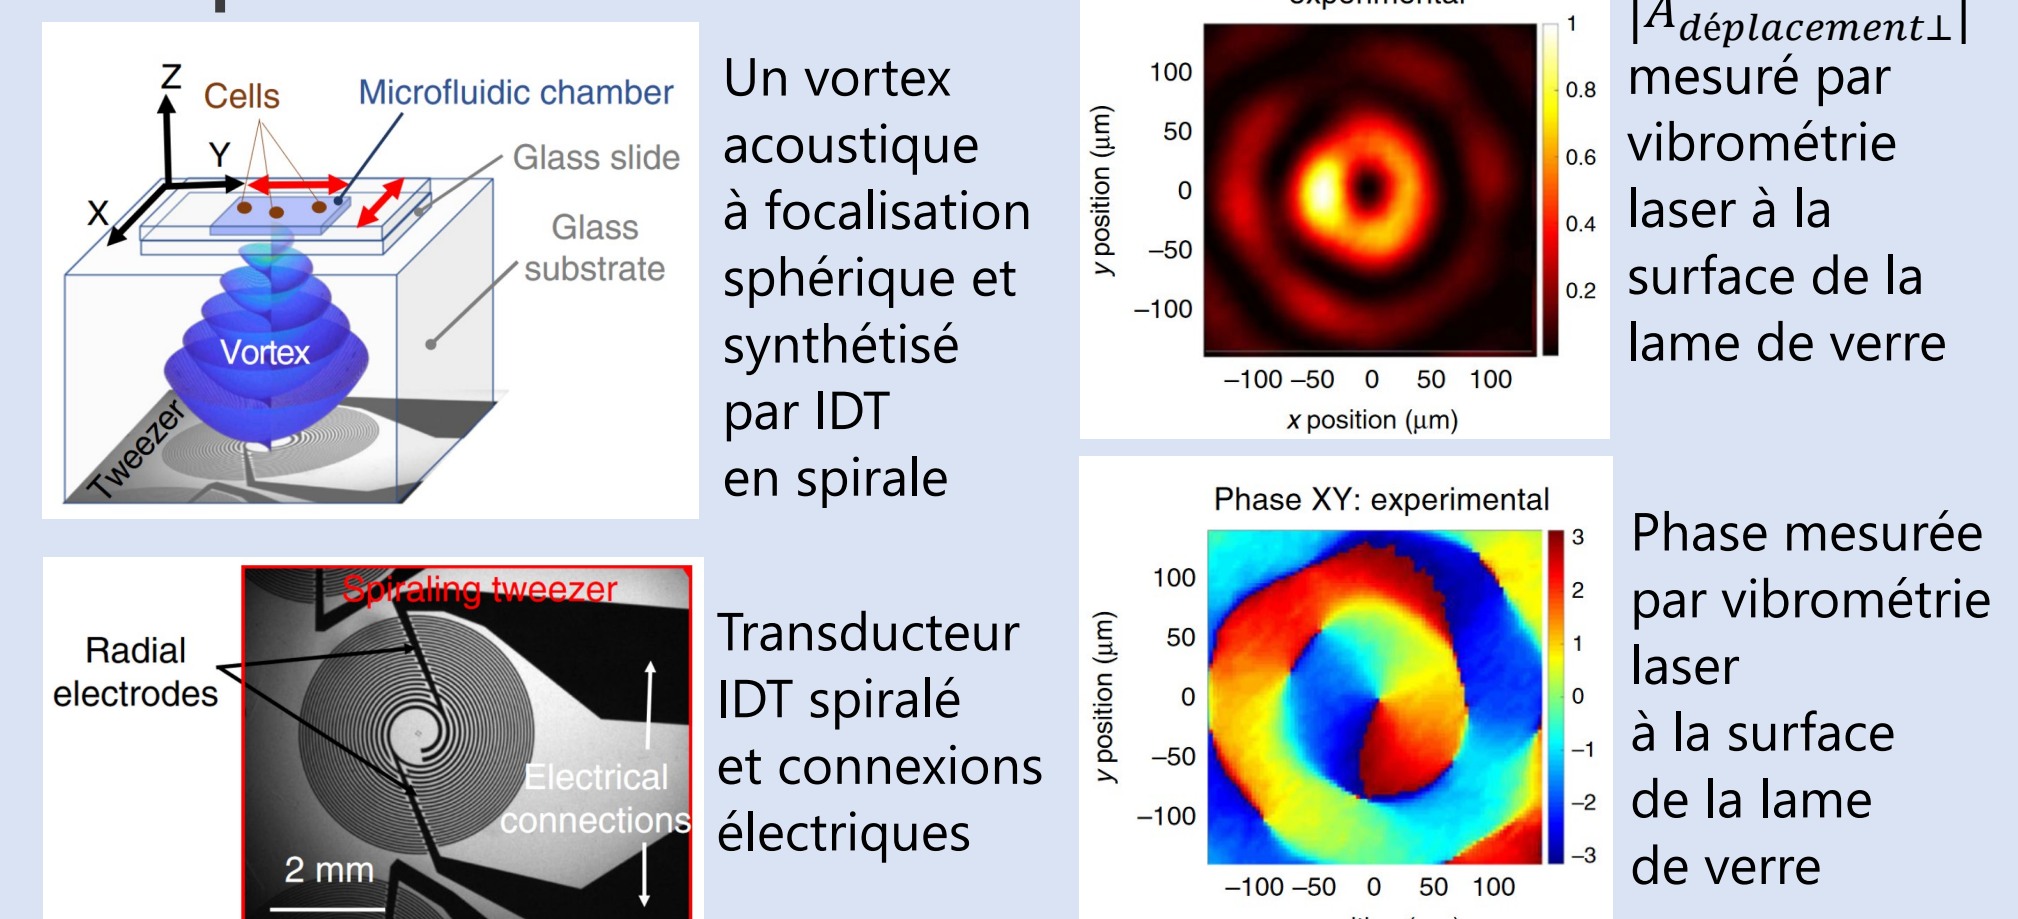 Z
Cells
Microfluidic chamber
Y
Glass slide
X
Glass
substrate
Vortex
Tweezer
Un vortex
acoustique
à focalisation
sphérique et
synthétisé
par IDT
en spirale
experimental
1
0.8
0.6
0.4
0.2
100
50
0
−50
−100
y position (µm)
−100 −50 0 50 100
x position (µm)
|A déplacement⊥|
mesuré par
vibrométrie
laser à la
surface de la
lame de verre
Spiraling tweezer
Radial
electrodes
Electrical
connections
2 mm
Transducteur
IDT spiralé
et connexions
électriques
Phase XY: experimental
3
2
1
0
−1
−2
−3
100
50
0
−50
−100
y position (µm)
−100 −50 0 50 100
Phase mesurée
par vibrométrie
laser
à la surface
de la lame
de verre